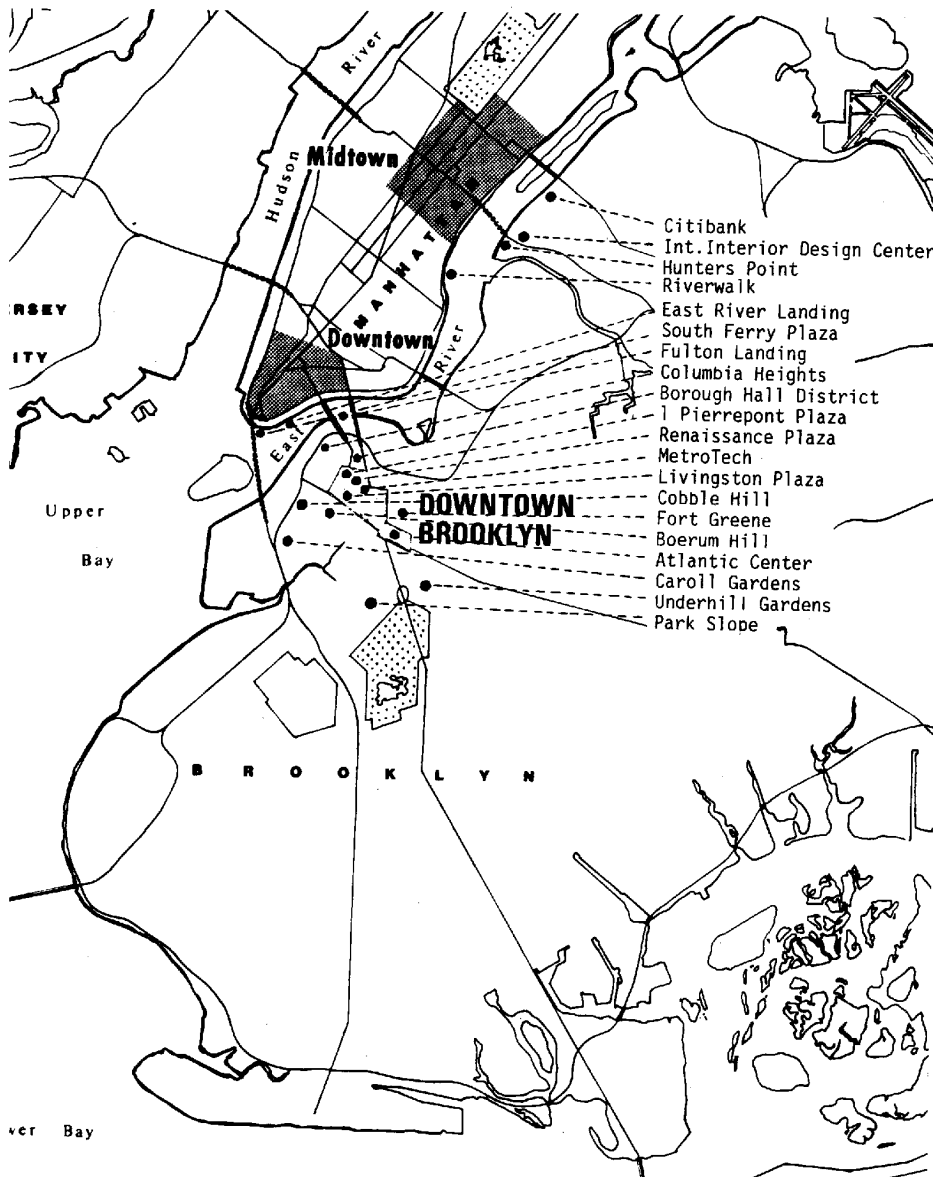 River
Hudson
Midtown
MANHATTAN
Citibank
Int.Interior Design Center
Hunters Point
Riverwalk
East River Landing
South Ferry Plaza
Fulton Landing
Columbia Heights
Borough Hall District
1 Pierrepont Plaza
Renaissance Plaza
MetroTech
Livingston Plaza
Cobble Hill
Fort Greene
Boerum Hill
Atlantic Center
Caroll Gardens
Underhill Gardens
Park Slope
RSEY
ITY
Downtown
East
River
Upper
Bay
DOWNTOWN
BROOKLYN
BROOKLYN
wer Bay